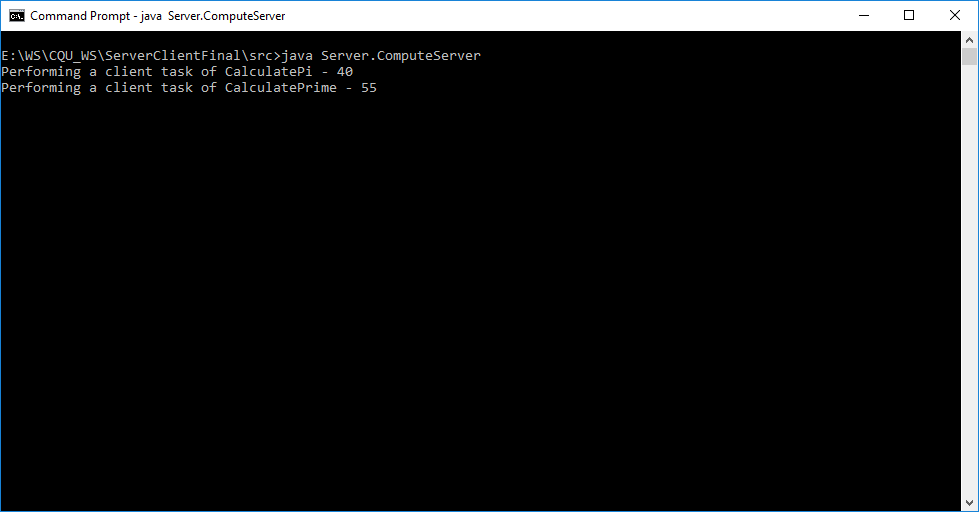 Command Prompt - java  Server.ComputeServer
E:\WS\CQU_WS\ServerClientFinal\src>java Server.ComputeServer
Performing a client task of CalculatePi - 40
Performing a client task of CalculatePrime - 55